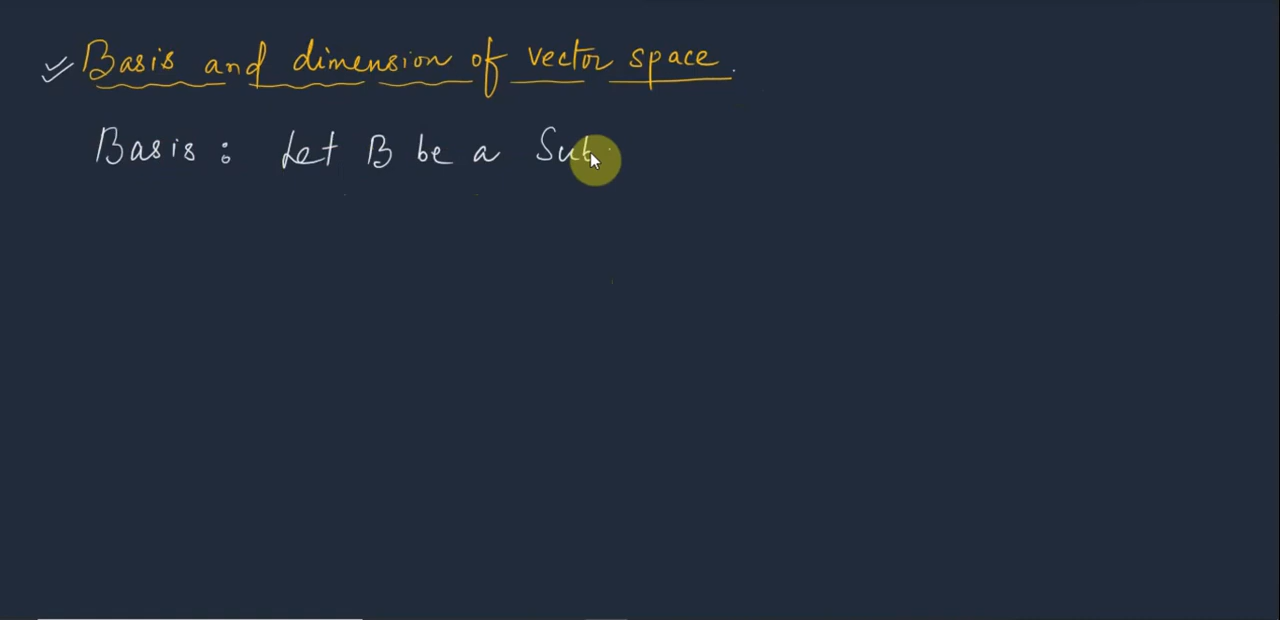 Basis and dimension of vector space.
Basis : Let B be a Sub